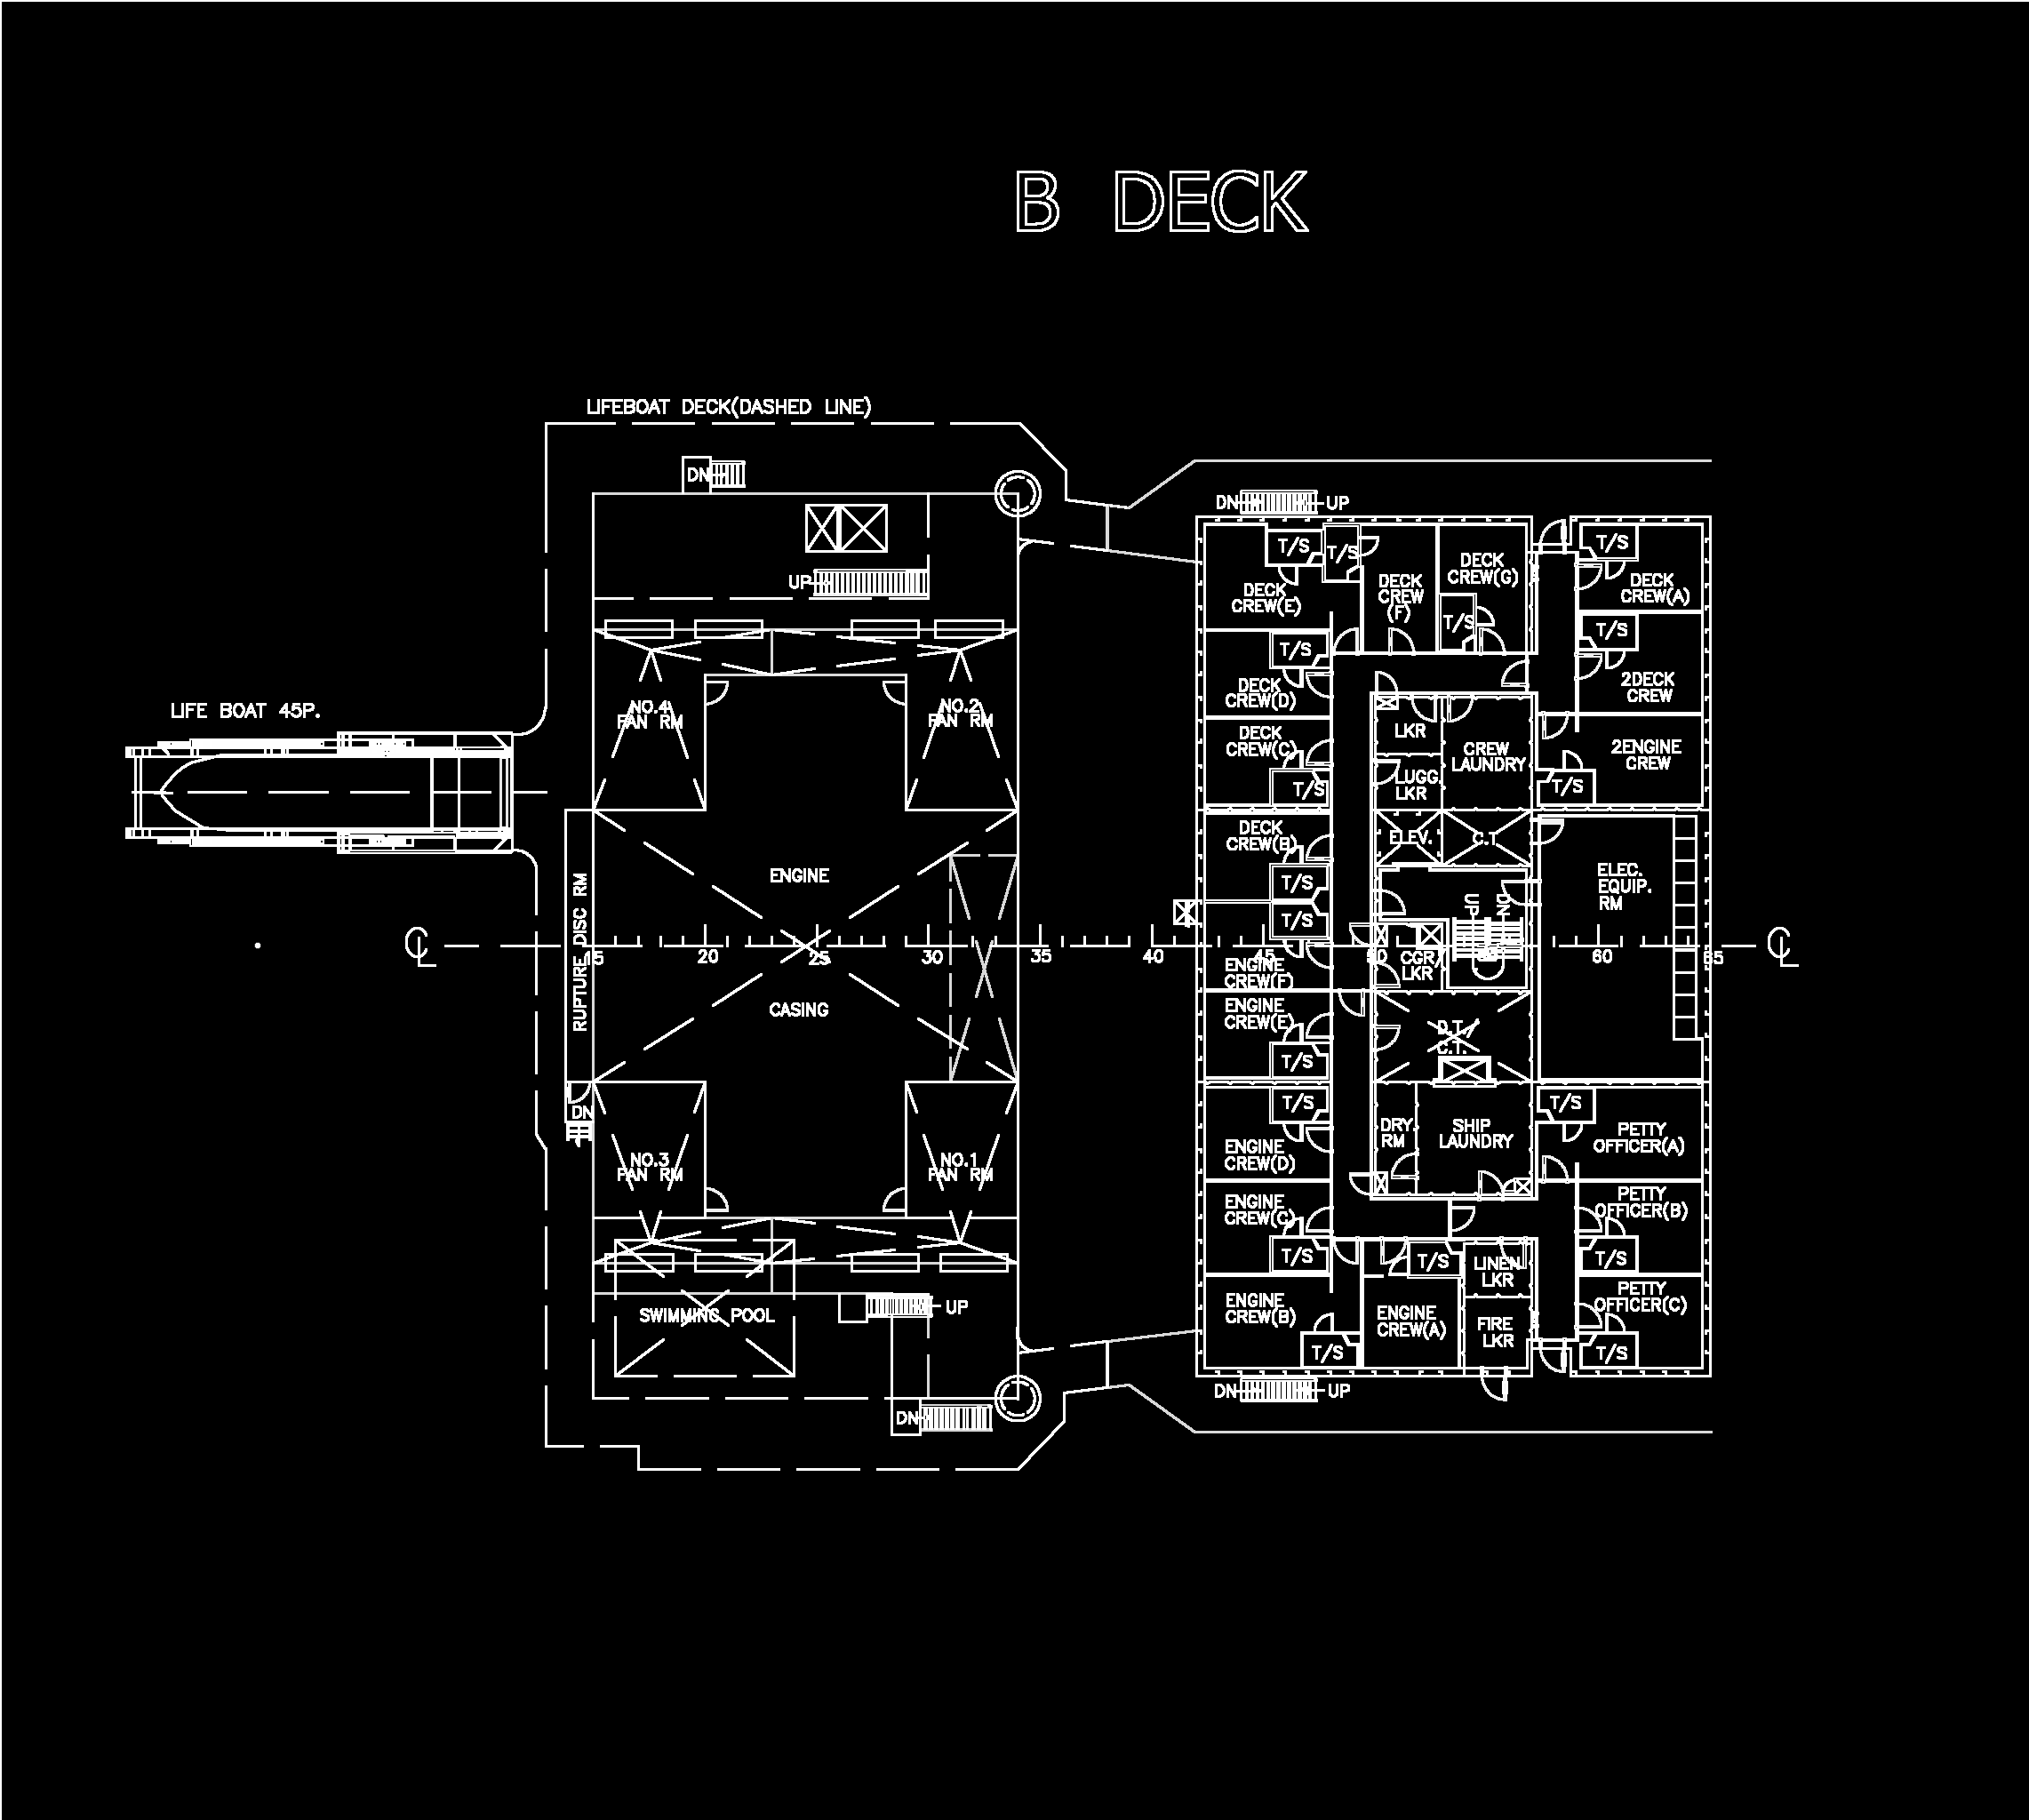 B DECK
LIFEBOAT DECK(DASHED LINE)
DN
UP
LIFE BOAT 45P.
NO.4
FAN RM
NO.2
FAN RM
ENGINE
CASING
RUPTURE DISC RM
DN
NO.3
FAN RM
NO.1
FAN RM
SWIMMING POOL
UP
DN
℄
15
20
25
30
35
40
45
50
60
65
℄
DN
UP
T/S
T/S
DECK
CREW(E)
DECK
CREW
(F)
DECK
CREW(G)
T/S
T/S
DECK
CREW(A)
T/S
DECK
CREW(D)
T/S
2DECK
CREW
DECK
CREW(C)
T/S
LKR
LUGG.
LKR
CREW
LAUNDRY
2ENGINE
CREW
T/S
DECK
CREW(B)
T/S
ELEV.
C.T
ELEC.
EQUIP.
RM
UP
DN
T/S
ENGINE
CREW(F)
CGR/
LKR
ENGINE
CREW(E)
T/S
D.T/
C.T.
T/S
ENGINE
CREW(D)
DRY
RM
SHIP
LAUNDRY
T/S
PETTY
OFFICER(A)
ENGINE
CREW(C)
T/S
PETTY
OFFICER(B)
T/S
ENGINE
CREW(B)
T/S
T/S
ENGINE
CREW(A)
LINEN
LKR
FIRE
LKR
PETTY
OFFICER(C)
T/S
DN
UP